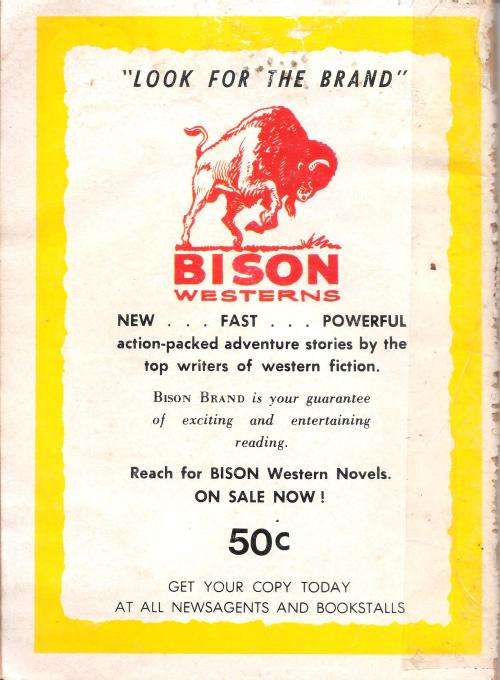 "LOOK FOR THE BRAND"
BISON
WESTERNS
NEW . . . FAST . . . POWERFUL
action-packed adventure stories by the
top writers of western fiction.
BISON BRAND is your guarantee
of exciting and entertaining
reading.
Reach for BISON Western Novels.
ON SALE NOW!
50c
GET YOUR COPY TODAY
AT ALL NEWSAGENTS AND BOOKSTALLS